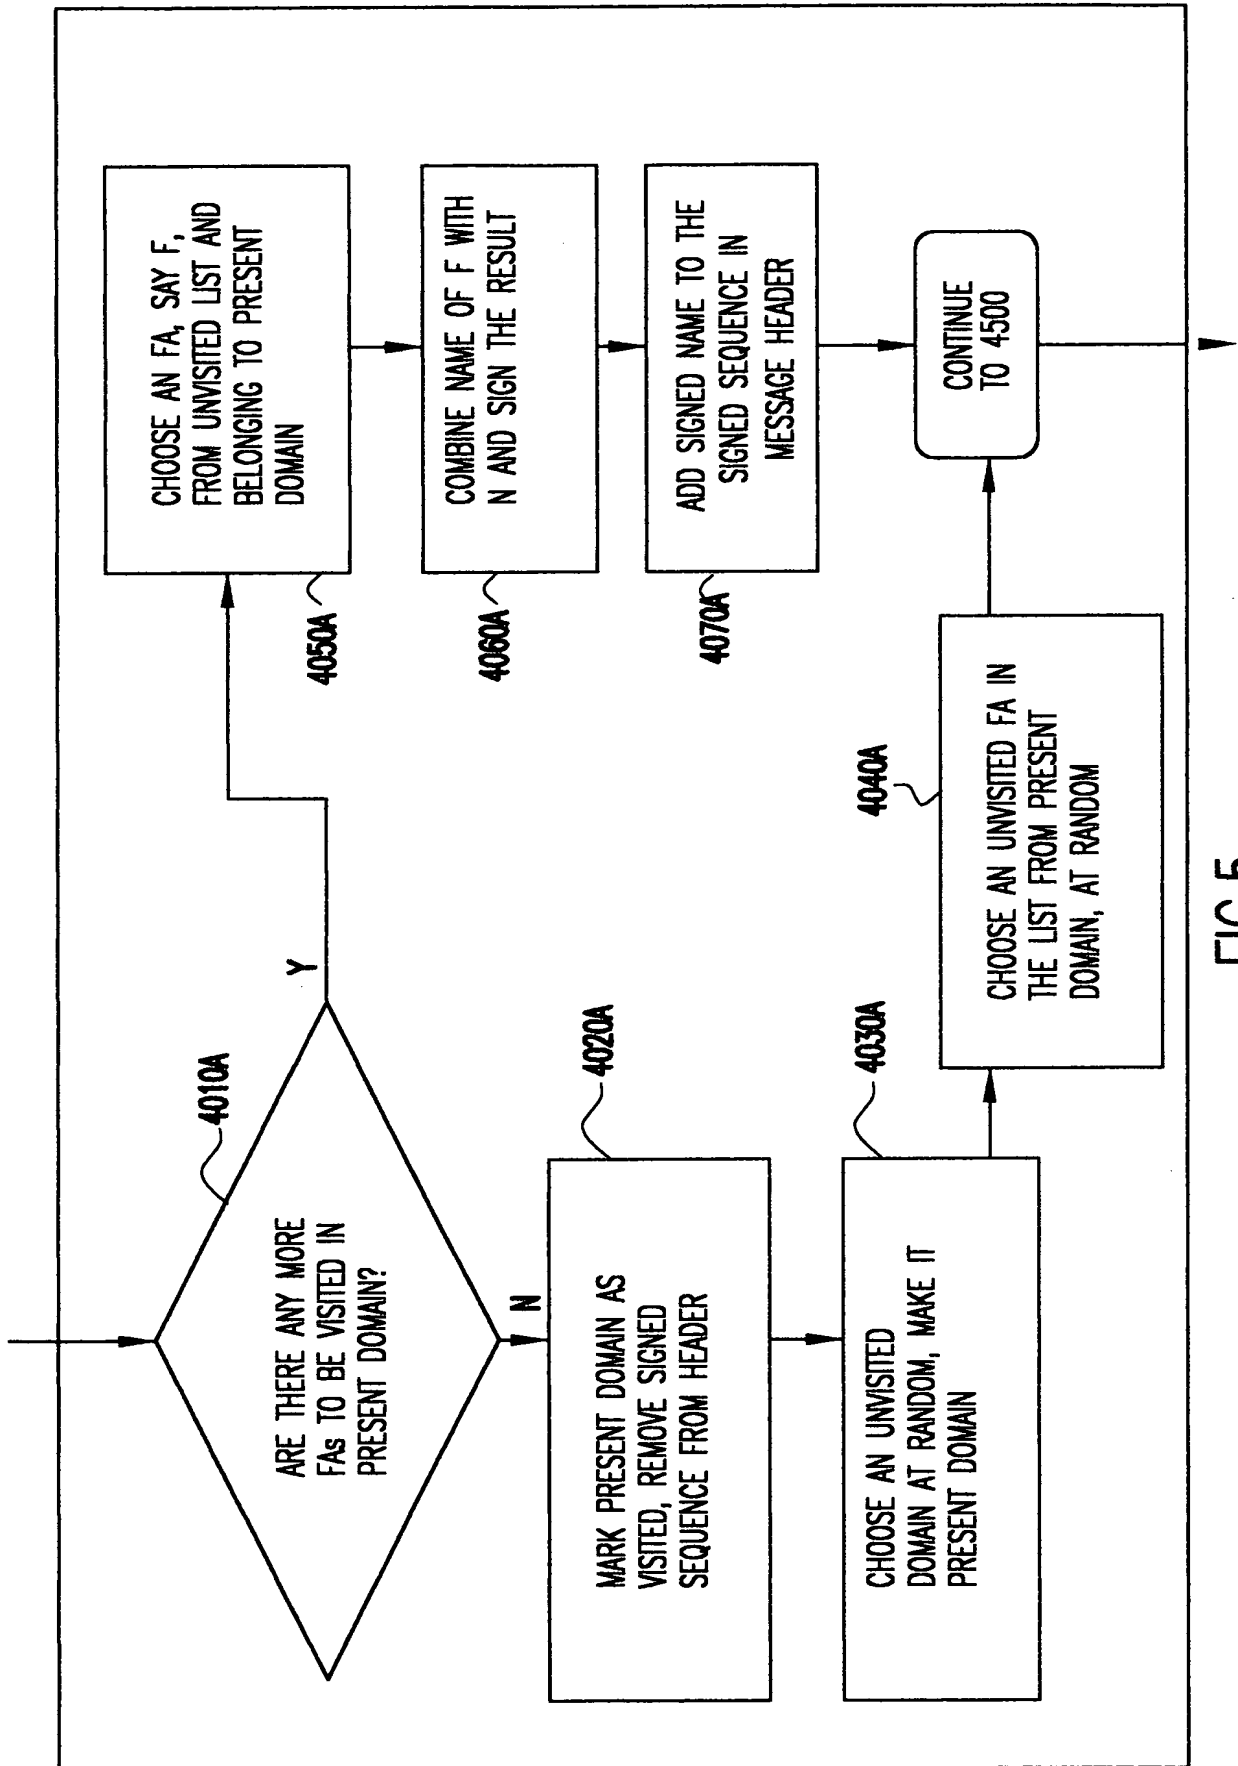 4010A
ARE THERE ANY MORE
FAs TO BE VISITED IN
PRESENT DOMAIN?
Y
N
4020A
MARK PRESENT DOMAIN AS
VISITED, REMOVE SIGNED
SEQUENCE FROM HEADER
4030A
CHOOSE AN UNVISITED
DOMAIN AT RANDOM, MAKE IT
PRESENT DOMAIN
4040A
CHOOSE AN UNVISITED FA IN
THE LIST FROM PRESENT
DOMAIN, AT RANDOM
4050A
CHOOSE AN FA, SAY F,
FROM UNVISITED LIST AND
BELONGING TO PRESENT
DOMAIN
4060A
COMBINE NAME OF F WITH
N AND SIGN THE RESULT
4070A
ADD SIGNED NAME TO THE
SIGNED SEQUENCE IN
MESSAGE HEADER
CONTINUE
TO 4500
FIG.5